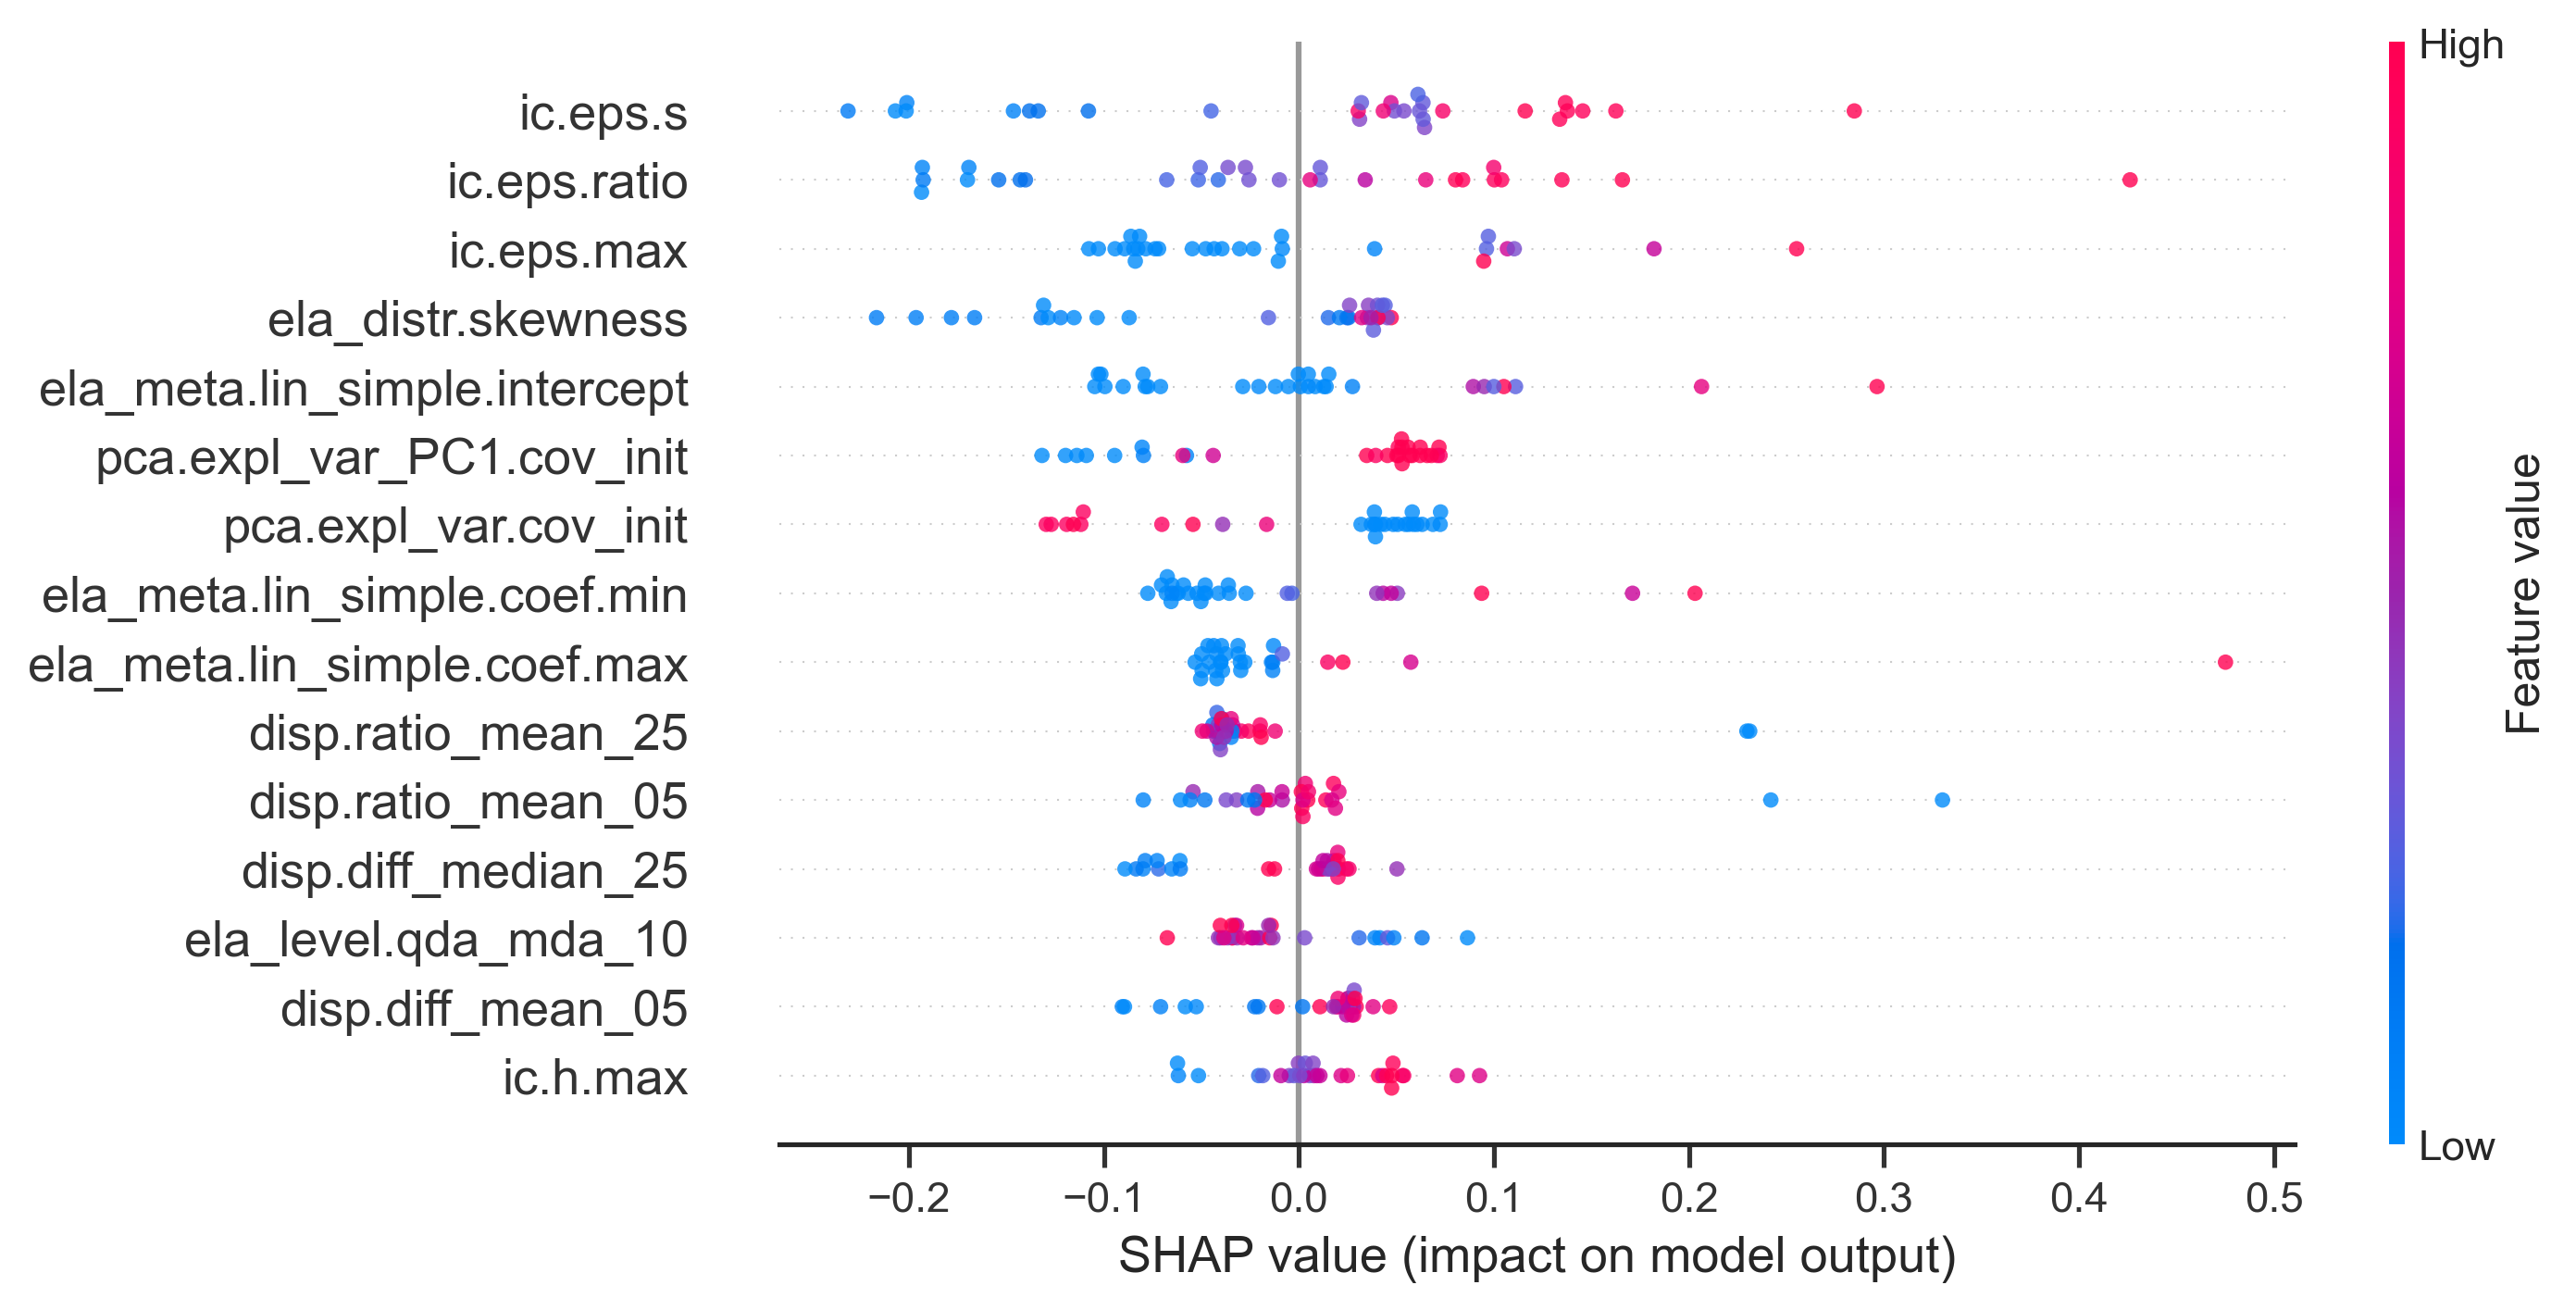 High
ic.eps.s
ic.eps.ratio
ic.eps.max
ela_distr.skewness
ela_meta.lin_simple.intercept
pca.expl_var_PC1.cov_init
pca.expl_var.cov_init
ela_meta.lin_simple.coef.min
ela_meta.lin_simple.coef.max
disp.ratio_mean_25
disp.ratio_mean_05
disp.diff_median_25
ela_level.qda_mda_10
disp.diff_mean_05
ic.h.max
Feature value
Low
−0.2 −0.1 0.0 0.1 0.2 0.3 0.4 0.5
SHAP value (impact on model output)